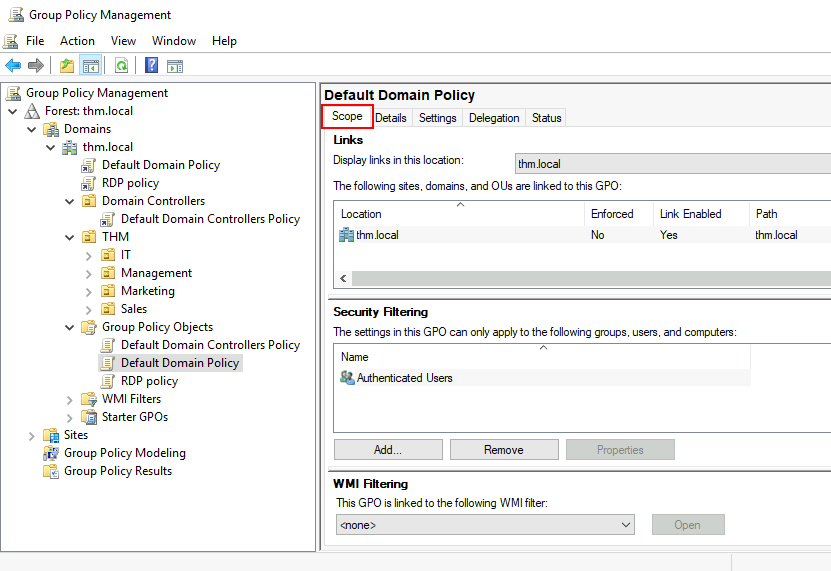 Group Policy Management
File Action View Window Help
Group Policy Management
Forest: thm.local
Domains
thm.local
Default Domain Policy
RDP policy
Domain Controllers
Default Domain Controllers Policy
THM
IT
Management
Marketing
Sales
Group Policy Objects
Default Domain Controllers Policy
Default Domain Policy
RDP policy
WMI Filters
Starter GPOs
Sites
Group Policy Modeling
Group Policy Results
Default Domain Policy
Scope Details Settings Delegation Status
Links
Display links in this location: thm.local
The following sites, domains, and OUs are linked to this GPO:
Location Enforced Link Enabled Path
thm.local No Yes thm.local
Security Filtering
The settings in this GPO can only apply to the following groups, users, and computers:
Name
Authenticated Users
Add... Remove Properties
WMI Filtering
This GPO is linked to the following WMI filter:
<none> Open